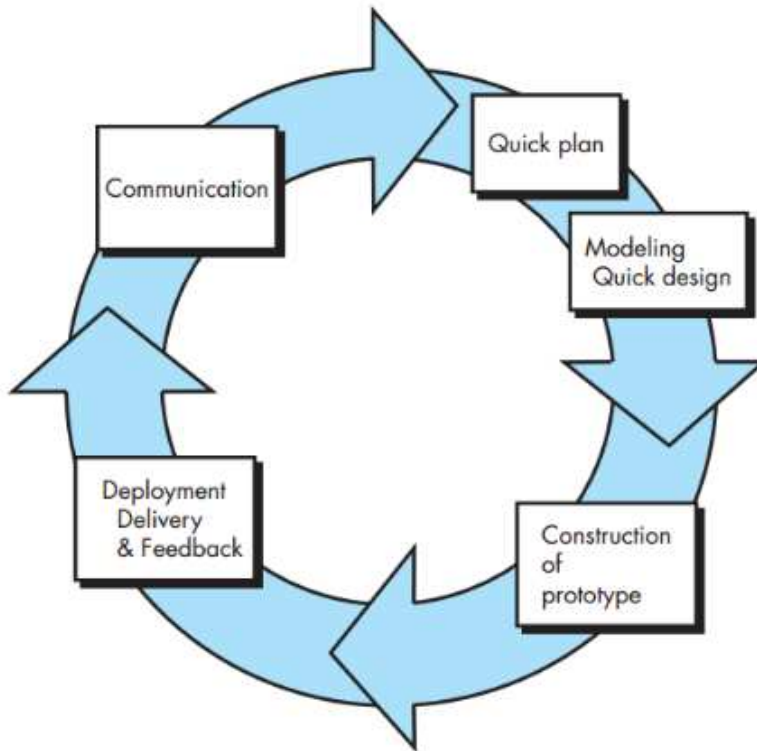 Communication
Quick plan
Modeling
Quick design
Construction
of
prototype
Deployment
Delivery
& Feedback